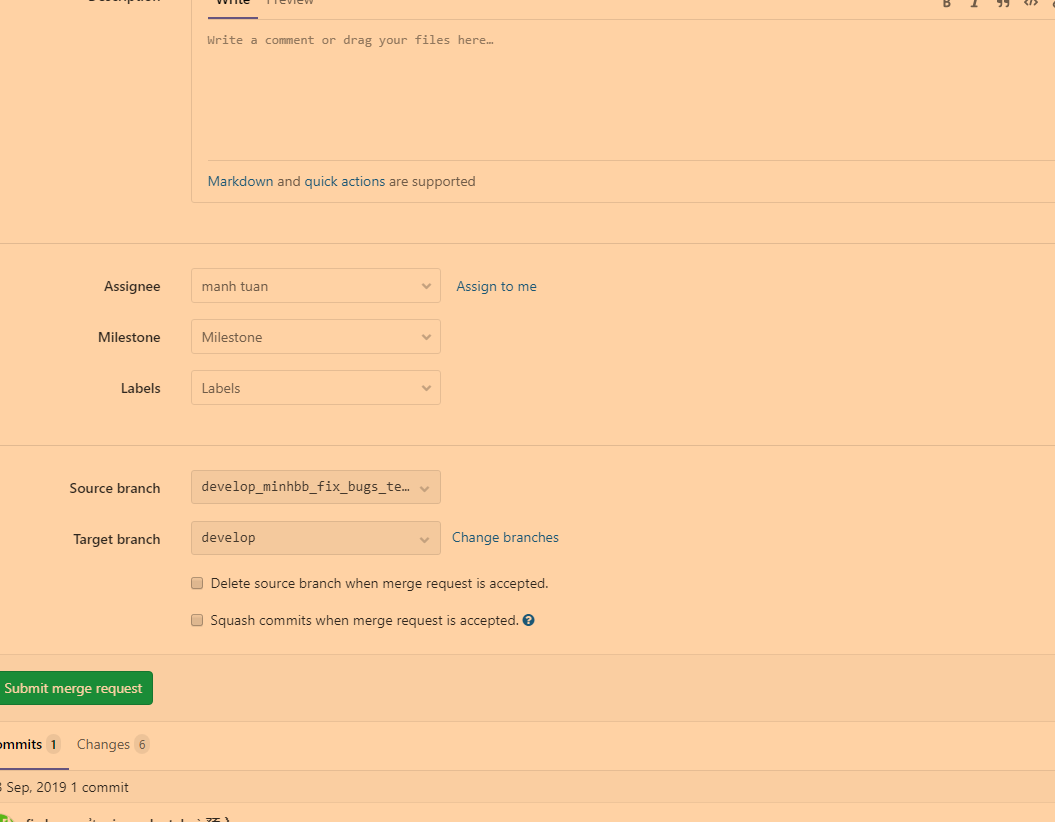 Description
Write Preview
Write a comment or drag your files here…
Markdown and quick actions are supported
Assignee manh tuan Assign to me
Milestone Milestone
Labels Labels
Source branch develop_minhbb_fix_bugs_te…
Target branch develop Change branches
Delete source branch when merge request is accepted.
Squash commits when merge request is accepted.
Submit merge request
ommits 1 Changes 6
Sep, 2019 1 commit